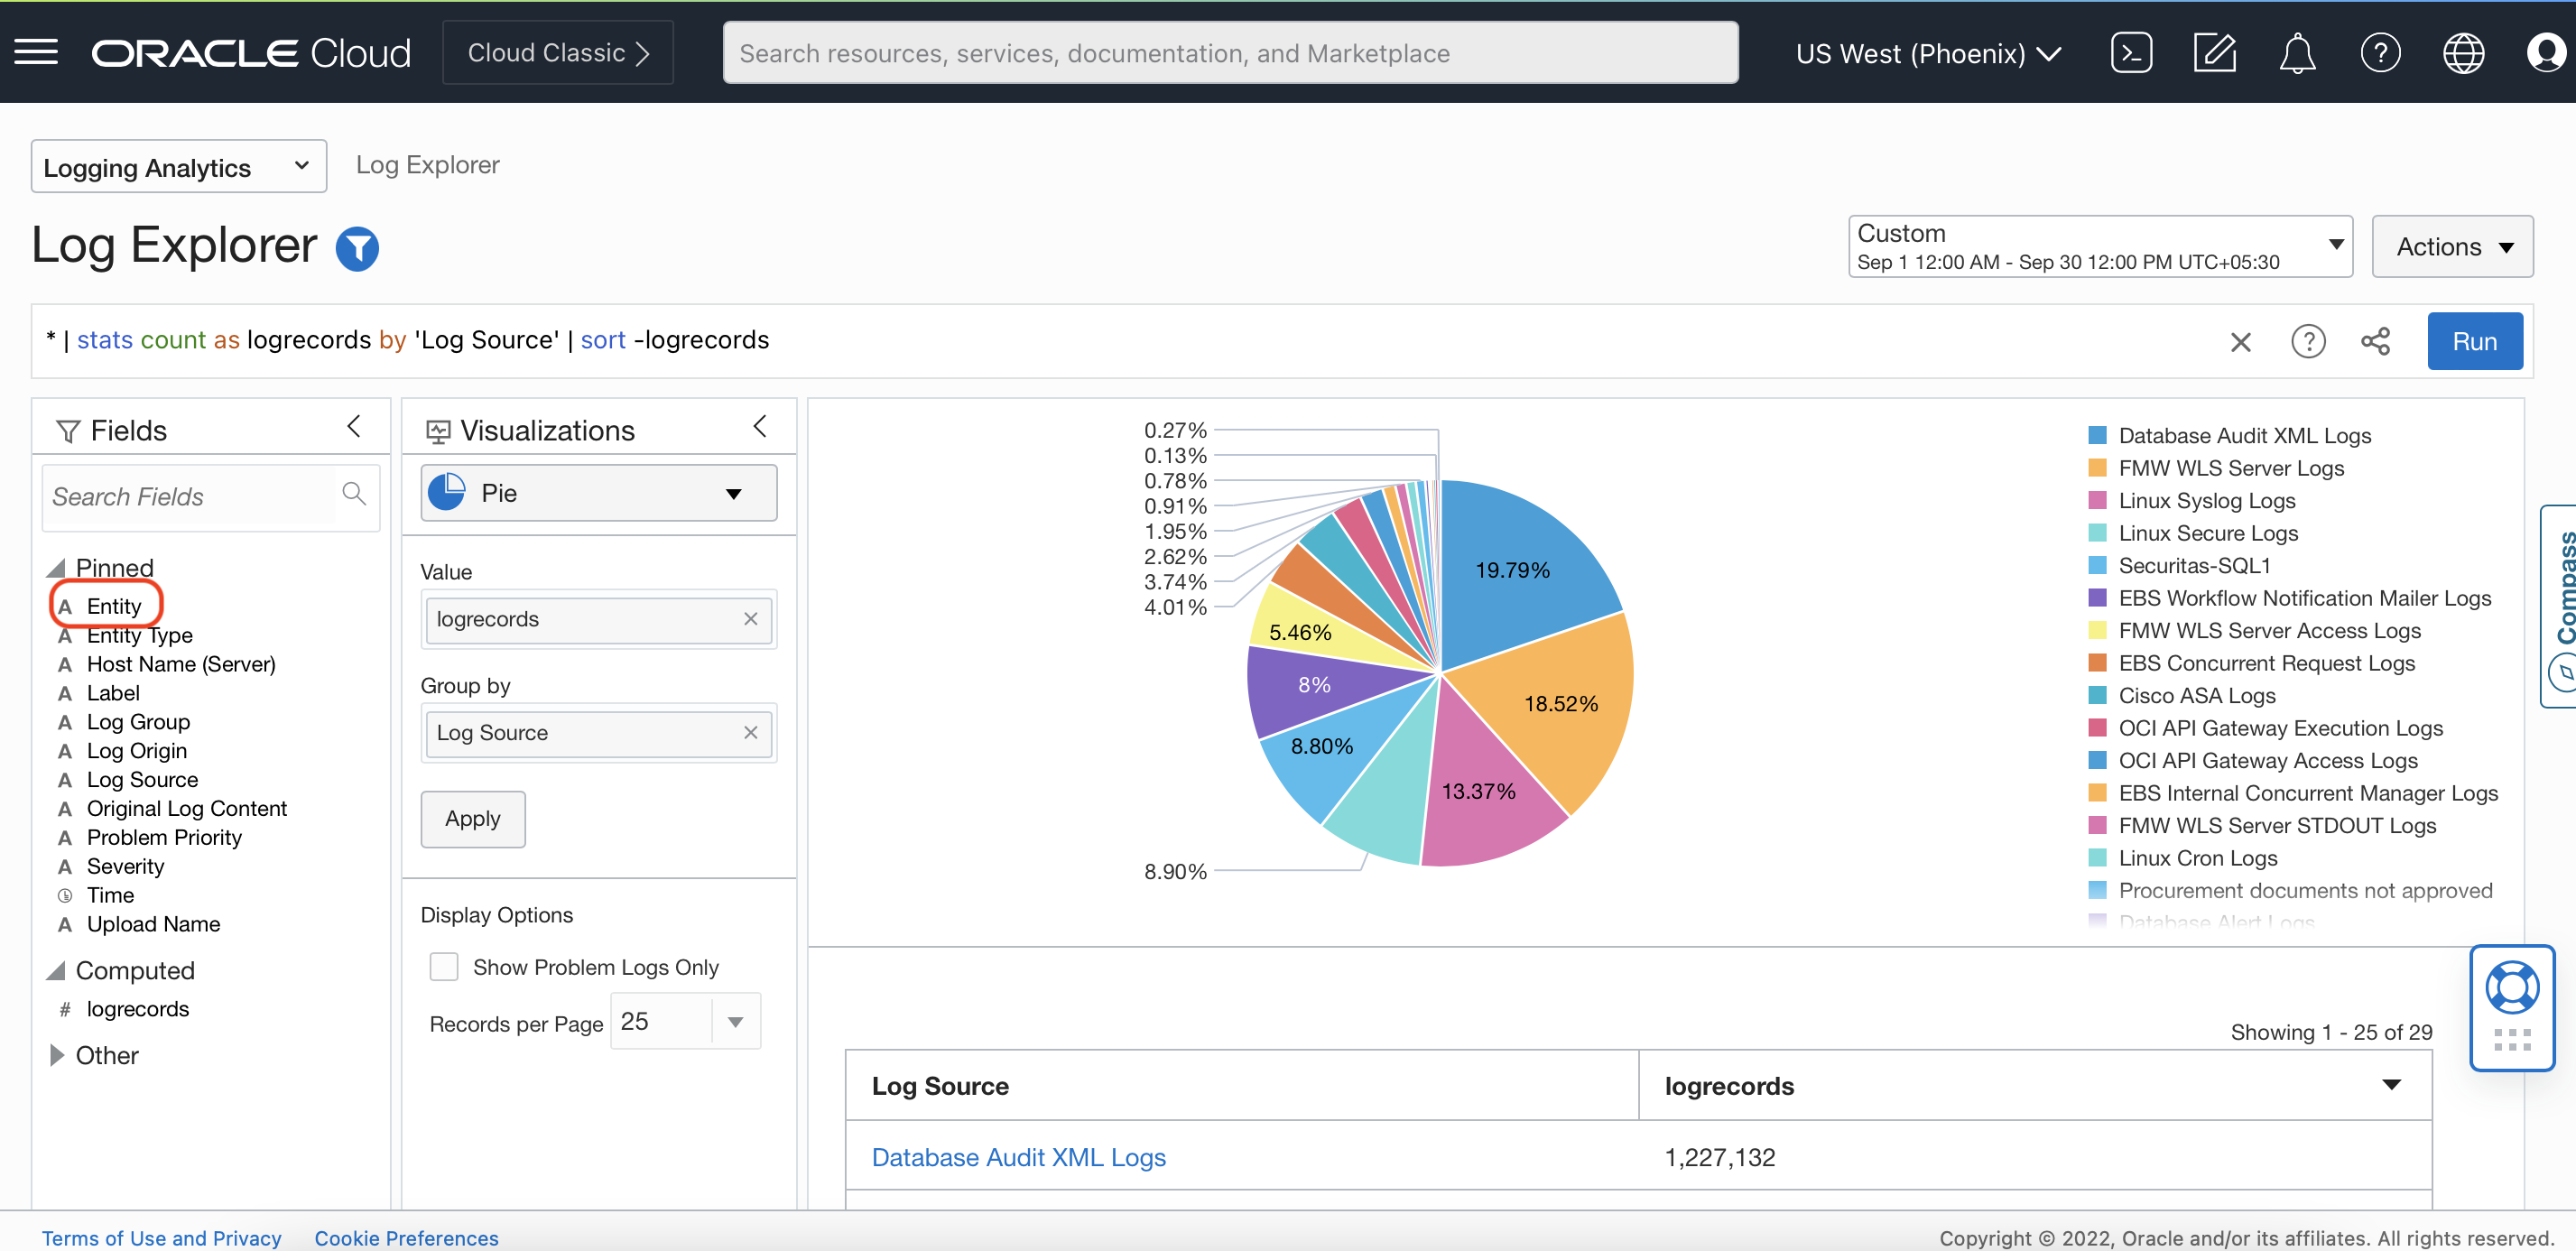 ORACLE Cloud
Cloud Classic
Search resources, services, documentation, and Marketplace
US West (Phoenix)
Logging Analytics
Log Explorer
Log Explorer
Custom
Sep 1 12:00 AM - Sep 30 12:00 PM UTC+05:30
Actions
* | stats count as logrecords by 'Log Source' | sort -logrecords
Run
Fields
Search Fields
Pinned
A Entity
A Entity Type
A Host Name (Server)
A Label
A Log Group
A Log Origin
A Log Source
A Original Log Content
A Problem Priority
A Severity
Time
A Upload Name
Computed
# logrecords
Other
Visualizations
Pie
Value
logrecords
Group by
Log Source
Apply
Display Options
Show Problem Logs Only
Records per Page 25
0.27%
0.13%
0.78%
0.91%
1.95%
2.62%
3.74%
4.01%
5.46%
8%
8.80%
8.90%
13.37%
18.52%
19.79%
Database Audit XML Logs
FMW WLS Server Logs
Linux Syslog Logs
Linux Secure Logs
Securitas-SQL1
EBS Workflow Notification Mailer Logs
FMW WLS Server Access Logs
EBS Concurrent Request Logs
Cisco ASA Logs
OCI API Gateway Execution Logs
OCI API Gateway Access Logs
EBS Internal Concurrent Manager Logs
FMW WLS Server STDOUT Logs
Linux Cron Logs
Procurement documents not approved
Database Alert Logs
Compass
Showing 1 - 25 of 29
Log Source logrecords
Database Audit XML Logs 1,227,132
Terms of Use and Privacy Cookie Preferences
Copyright © 2022, Oracle and/or its affiliates. All rights reserved.